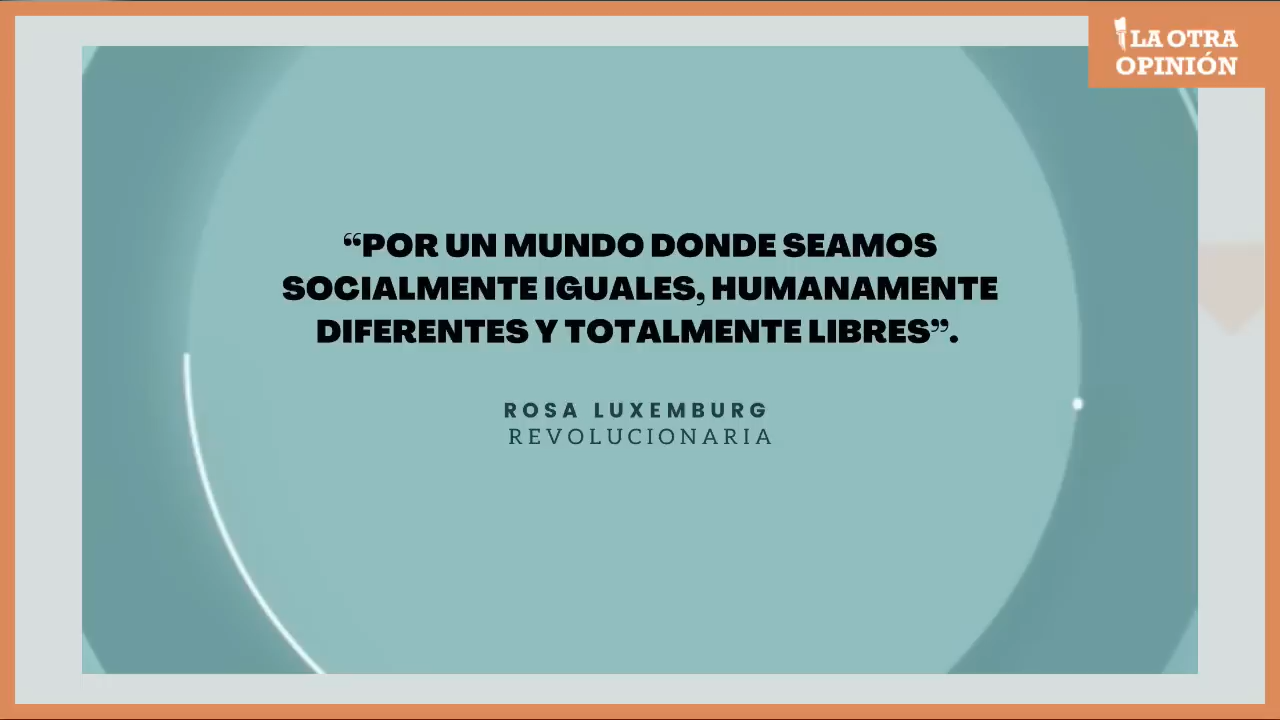 LA OTRA
OPINIÓN
“POR UN MUNDO DONDE SEAMOS
SOCIALMENTE IGUALES, HUMANAMENTE
DIFERENTES Y TOTALMENTE LIBRES”.
ROSA LUXEMBURG
REVOLUCIONARIA